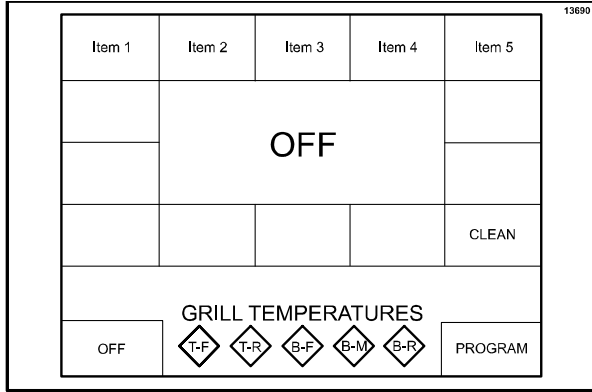 13690
Item 1 Item 2 Item 3 Item 4 Item 5
OFF
CLEAN
GRILL TEMPERATURES
OFF T-F T-R B-F B-M B-R PROGRAM